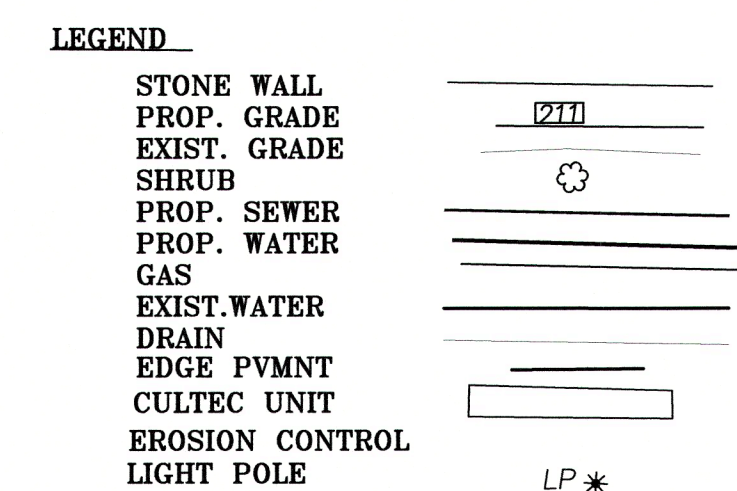 LEGEND
STONE WALL
PROP. GRADE 211
EXIST. GRADE
SHRUB
PROP. SEWER
PROP. WATER
GAS
EXIST.WATER
DRAIN
EDGE PVMNT
CULTEC UNIT
EROSION CONTROL
LIGHT POLE LP